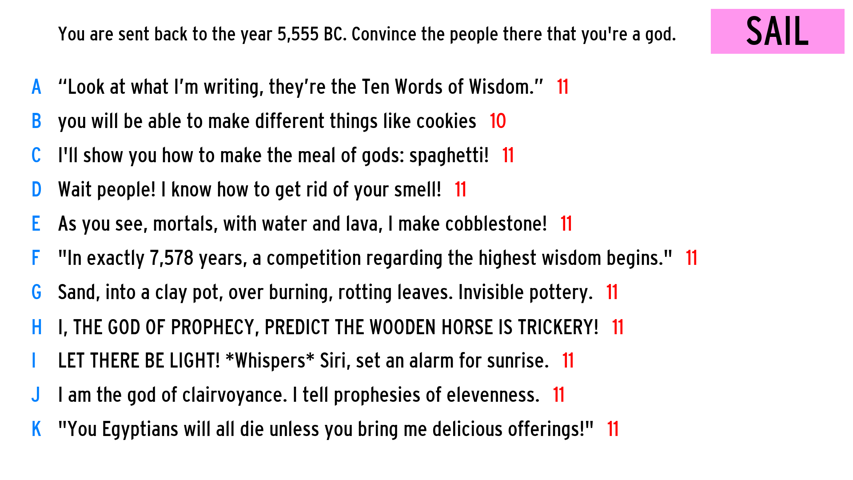 You are sent back to the year 5,555 BC. Convince the people there that you're a god.
SAIL
A “Look at what I’m writing, they’re the Ten Words of Wisdom.” 11
B you will be able to make different things like cookies 10
C I'll show you how to make the meal of gods: spaghetti! 11
D Wait people! I know how to get rid of your smell! 11
E As you see, mortals, with water and lava, I make cobblestone! 11
F "In exactly 7,578 years, a competition regarding the highest wisdom begins." 11
G Sand, into a clay pot, over burning, rotting leaves. Invisible pottery. 11
H I, THE GOD OF PROPHECY, PREDICT THE WOODEN HORSE IS TRICKERY! 11
I LET THERE BE LIGHT! *Whispers* Siri, set an alarm for sunrise. 11
J I am the god of clairvoyance. I tell prophesies of elevenness. 11
K "You Egyptians will all die unless you bring me delicious offerings!" 11